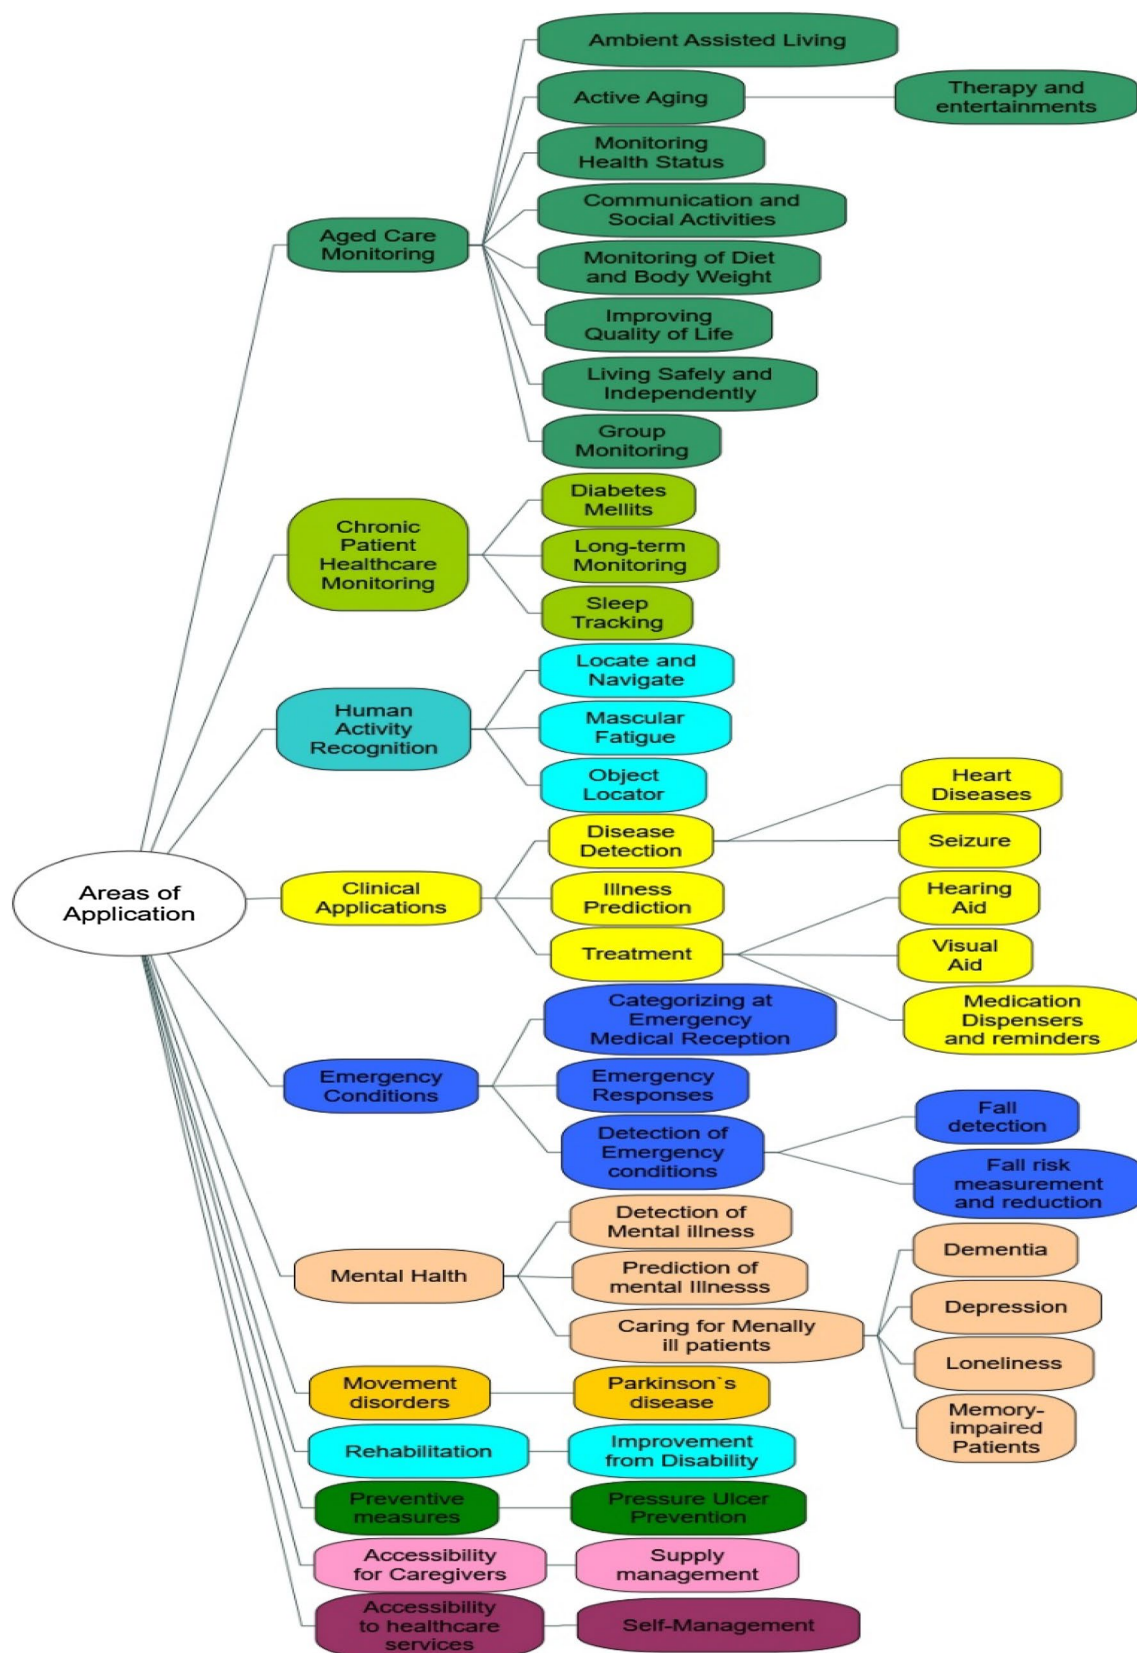 Ambient Assisted Living
Active Aging
Therapy and
entertainments
Monitoring
Health Status
Communication and
Social Activities
Aged Care
Monitoring
Monitoring of Diet
and Body Weight
Improving
Quality of Life
Living Safely and
Independently
Group
Monitoring
Chronic
Patient
Healthcare
Monitoring
Diabetes
Mellits
Long-term
Monitoring
Sleep
Tracking
Human
Activity
Recognition
Locate and
Navigate
Mascular
Fatigue
Object
Locator
Areas of
Application
Clinical
Applications
Disease
Detection
Heart
Diseases
Seizure
Illness
Prediction
Treatment
Hearing
Aid
Visual
Aid
Medication
Dispensers
and reminders
Emergency
Conditions
Categorizing at
Emergency
Medical Reception
Emergency
Responses
Detection of
Emergency
conditions
Fall
detection
Fall risk
measurement
and reduction
Mental Halth
Detection of
Mental illness
Prediction of
mental Illnesss
Caring for Menally
ill patients
Dementia
Depression
Loneliness
Memory-
impaired
Patients
Movement
disorders
Parkinson`s
disease
Rehabilitation
Improvement
from Disability
Preventive
measures
Pressure Ulcer
Prevention
Accessibility
for Caregivers
Supply
management
Accessibility
to healthcare
services
Self-Management